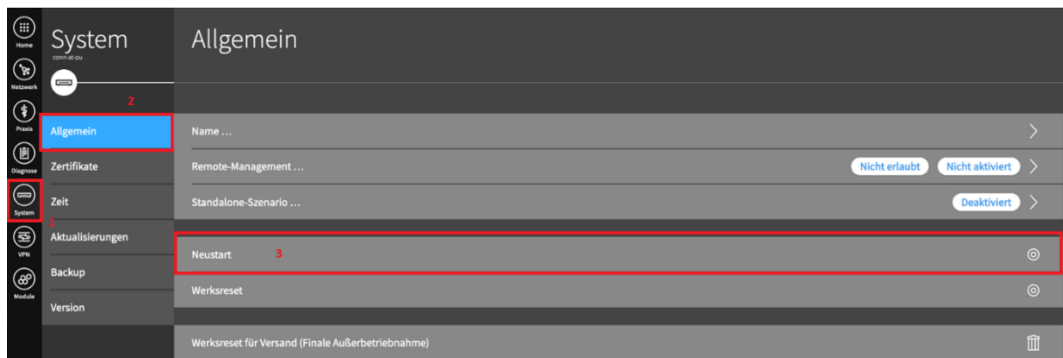 Home
Netzwerk
Praxis
Diagnose
System
VPN
Module
System
conn-at-pu
2
Allgemein
Zertifikate
Zeit
1
Aktualisierungen
Backup
Version
Allgemein
Name ...
Remote-Management ... Nicht erlaubt Nicht aktiviert
Standalone-Szenario ... Deaktiviert
Neustart 3
Werksreset
Werksreset für Versand (Finale Außerbetriebnahme)